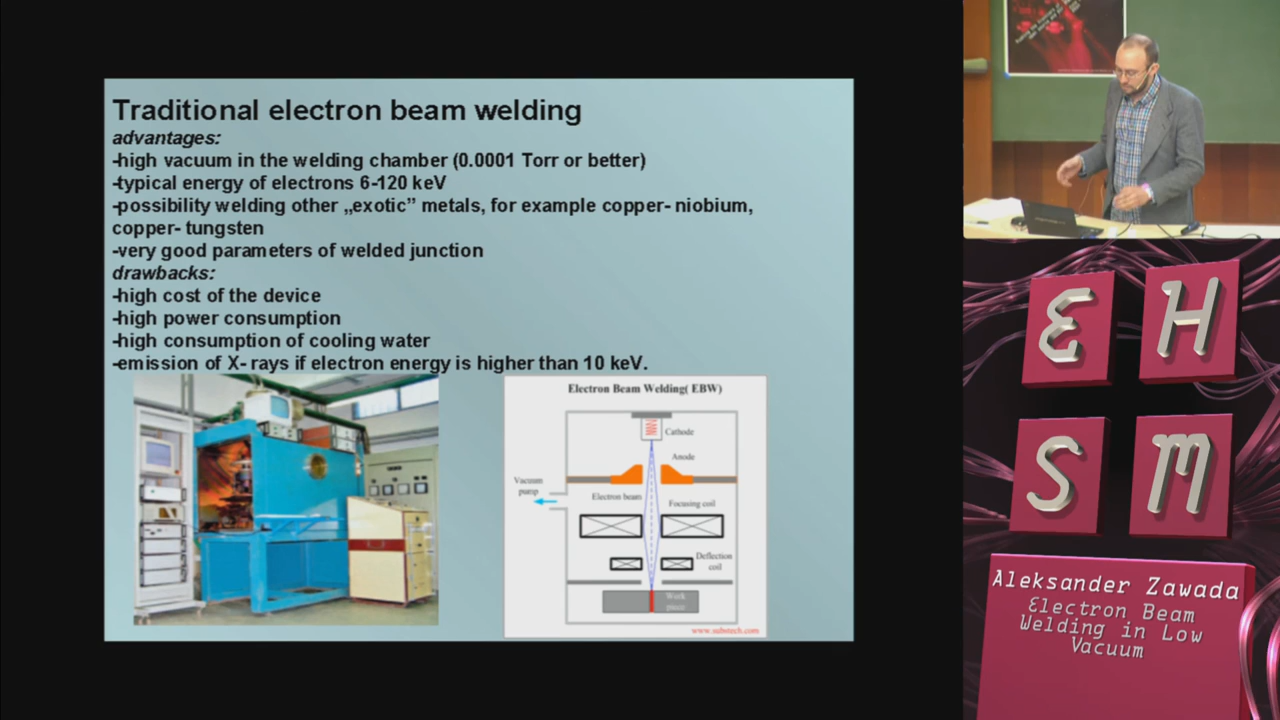 Traditional electron beam welding
advantages:
-high vacuum in the welding chamber (0.0001 Torr or better)
-typical energy of electrons 6-120 keV
-possibility welding other „exotic” metals, for example copper- niobium,
copper- tungsten
-very good parameters of welded junction
drawbacks:
-high cost of the device
-high power consumption
-high consumption of cooling water
-emission of X- rays if electron energy is higher than 10 keV.
Electron Beam Welding( EBW)
Cathode
Anode
Vacuum
pump
Electron beam
Focusing coil
Deflection
coil
Work
piece
www.substech.com
E H
S M
Aleksander Zawada
Electron Beam
Welding in Low
Vacuum